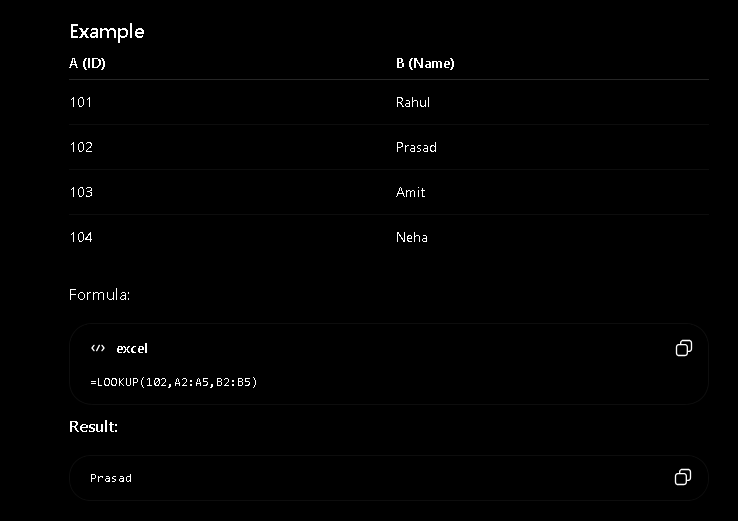 Example
A (ID) B (Name)
101 Rahul
102 Prasad
103 Amit
104 Neha
Formula:
excel
=LOOKUP(102,A2:A5,B2:B5)
Result:
Prasad